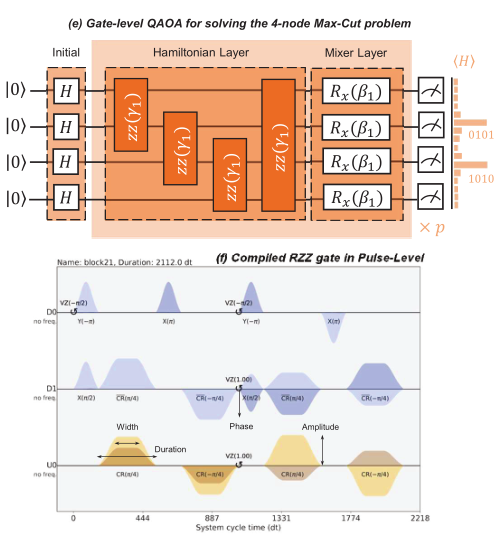 (e) Gate-level QAOA for solving the 4-node Max-Cut problem
Initial Hamiltonian Layer Mixer Layer ⟨H⟩
|0⟩ H zz(γ₁) Rₓ(β₁)
|0⟩ H zz(γ₁) Rₓ(β₁) 0101
|0⟩ H zz(γ₁) Rₓ(β₁) 1010
|0⟩ H zz(γ₁) Rₓ(β₁)
× p
(f) Compiled RZZ gate in Pulse-Level
Name: block21, Duration: 2112.0 dt
VZ(−π/2) VZ(−π/2)
D0
no freq. Y(−π) X(π) Y(−π) X(π)
D1 VZ(1.00)
no freq. X(π/2) CR(π/4) CR(−π/4) X(π/2) CR(π/4) CR(−π/4)
Width Phase Amplitude
Duration
VZ(1.00)
U0
no freq. CR(π/4) CR(−π/4) CR(π/4) CR(−π/4)
0 444 887 1331 1774 2218
System cycle time (dt)